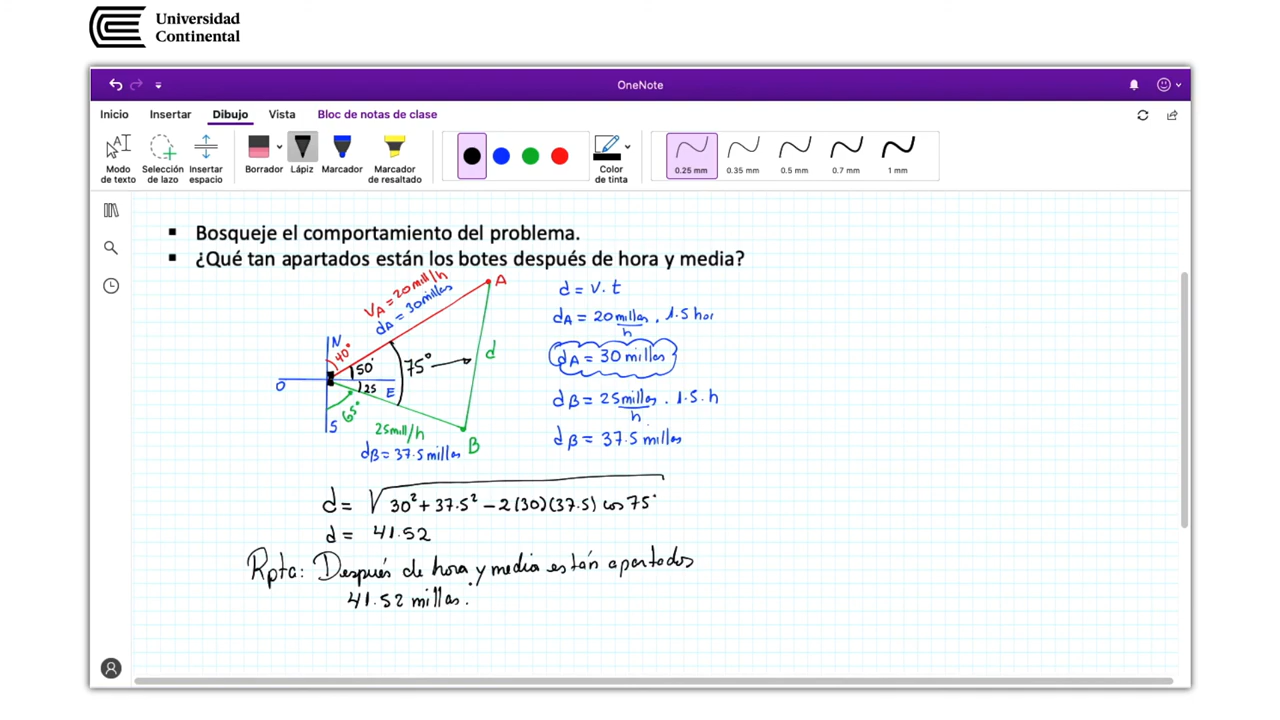 Universidad
Continental
OneNote
Inicio Insertar Dibujo Vista Bloc de notas de clase
Modo de texto Selección de lazo Insertar espacio Borrador Lápiz Marcador Marcador de resaltado Color de tinta 0.25 mm 0.35 mm 0.5 mm 0.7 mm 1 mm
▪ Bosqueje el comportamiento del problema.
▪ ¿Qué tan apartados están los botes después de hora y media?
VA = 20 mill/h
dA = 30 millas
A
N
40°
50°
75°
d
O
25
E
65°
S
25 mill/h
B
dB = 37.5 millas
d = v. t
dA = 20 millas/h . 1.5 hor
dA = 30 millas
dB = 25 millas/h . 1.5. h
dB = 37.5 millas
d = √30² + 37.5² - 2(30)(37.5) cos 75°
d = 41.52
Rpta: Después de hora y media están apartados
41.52 millas.